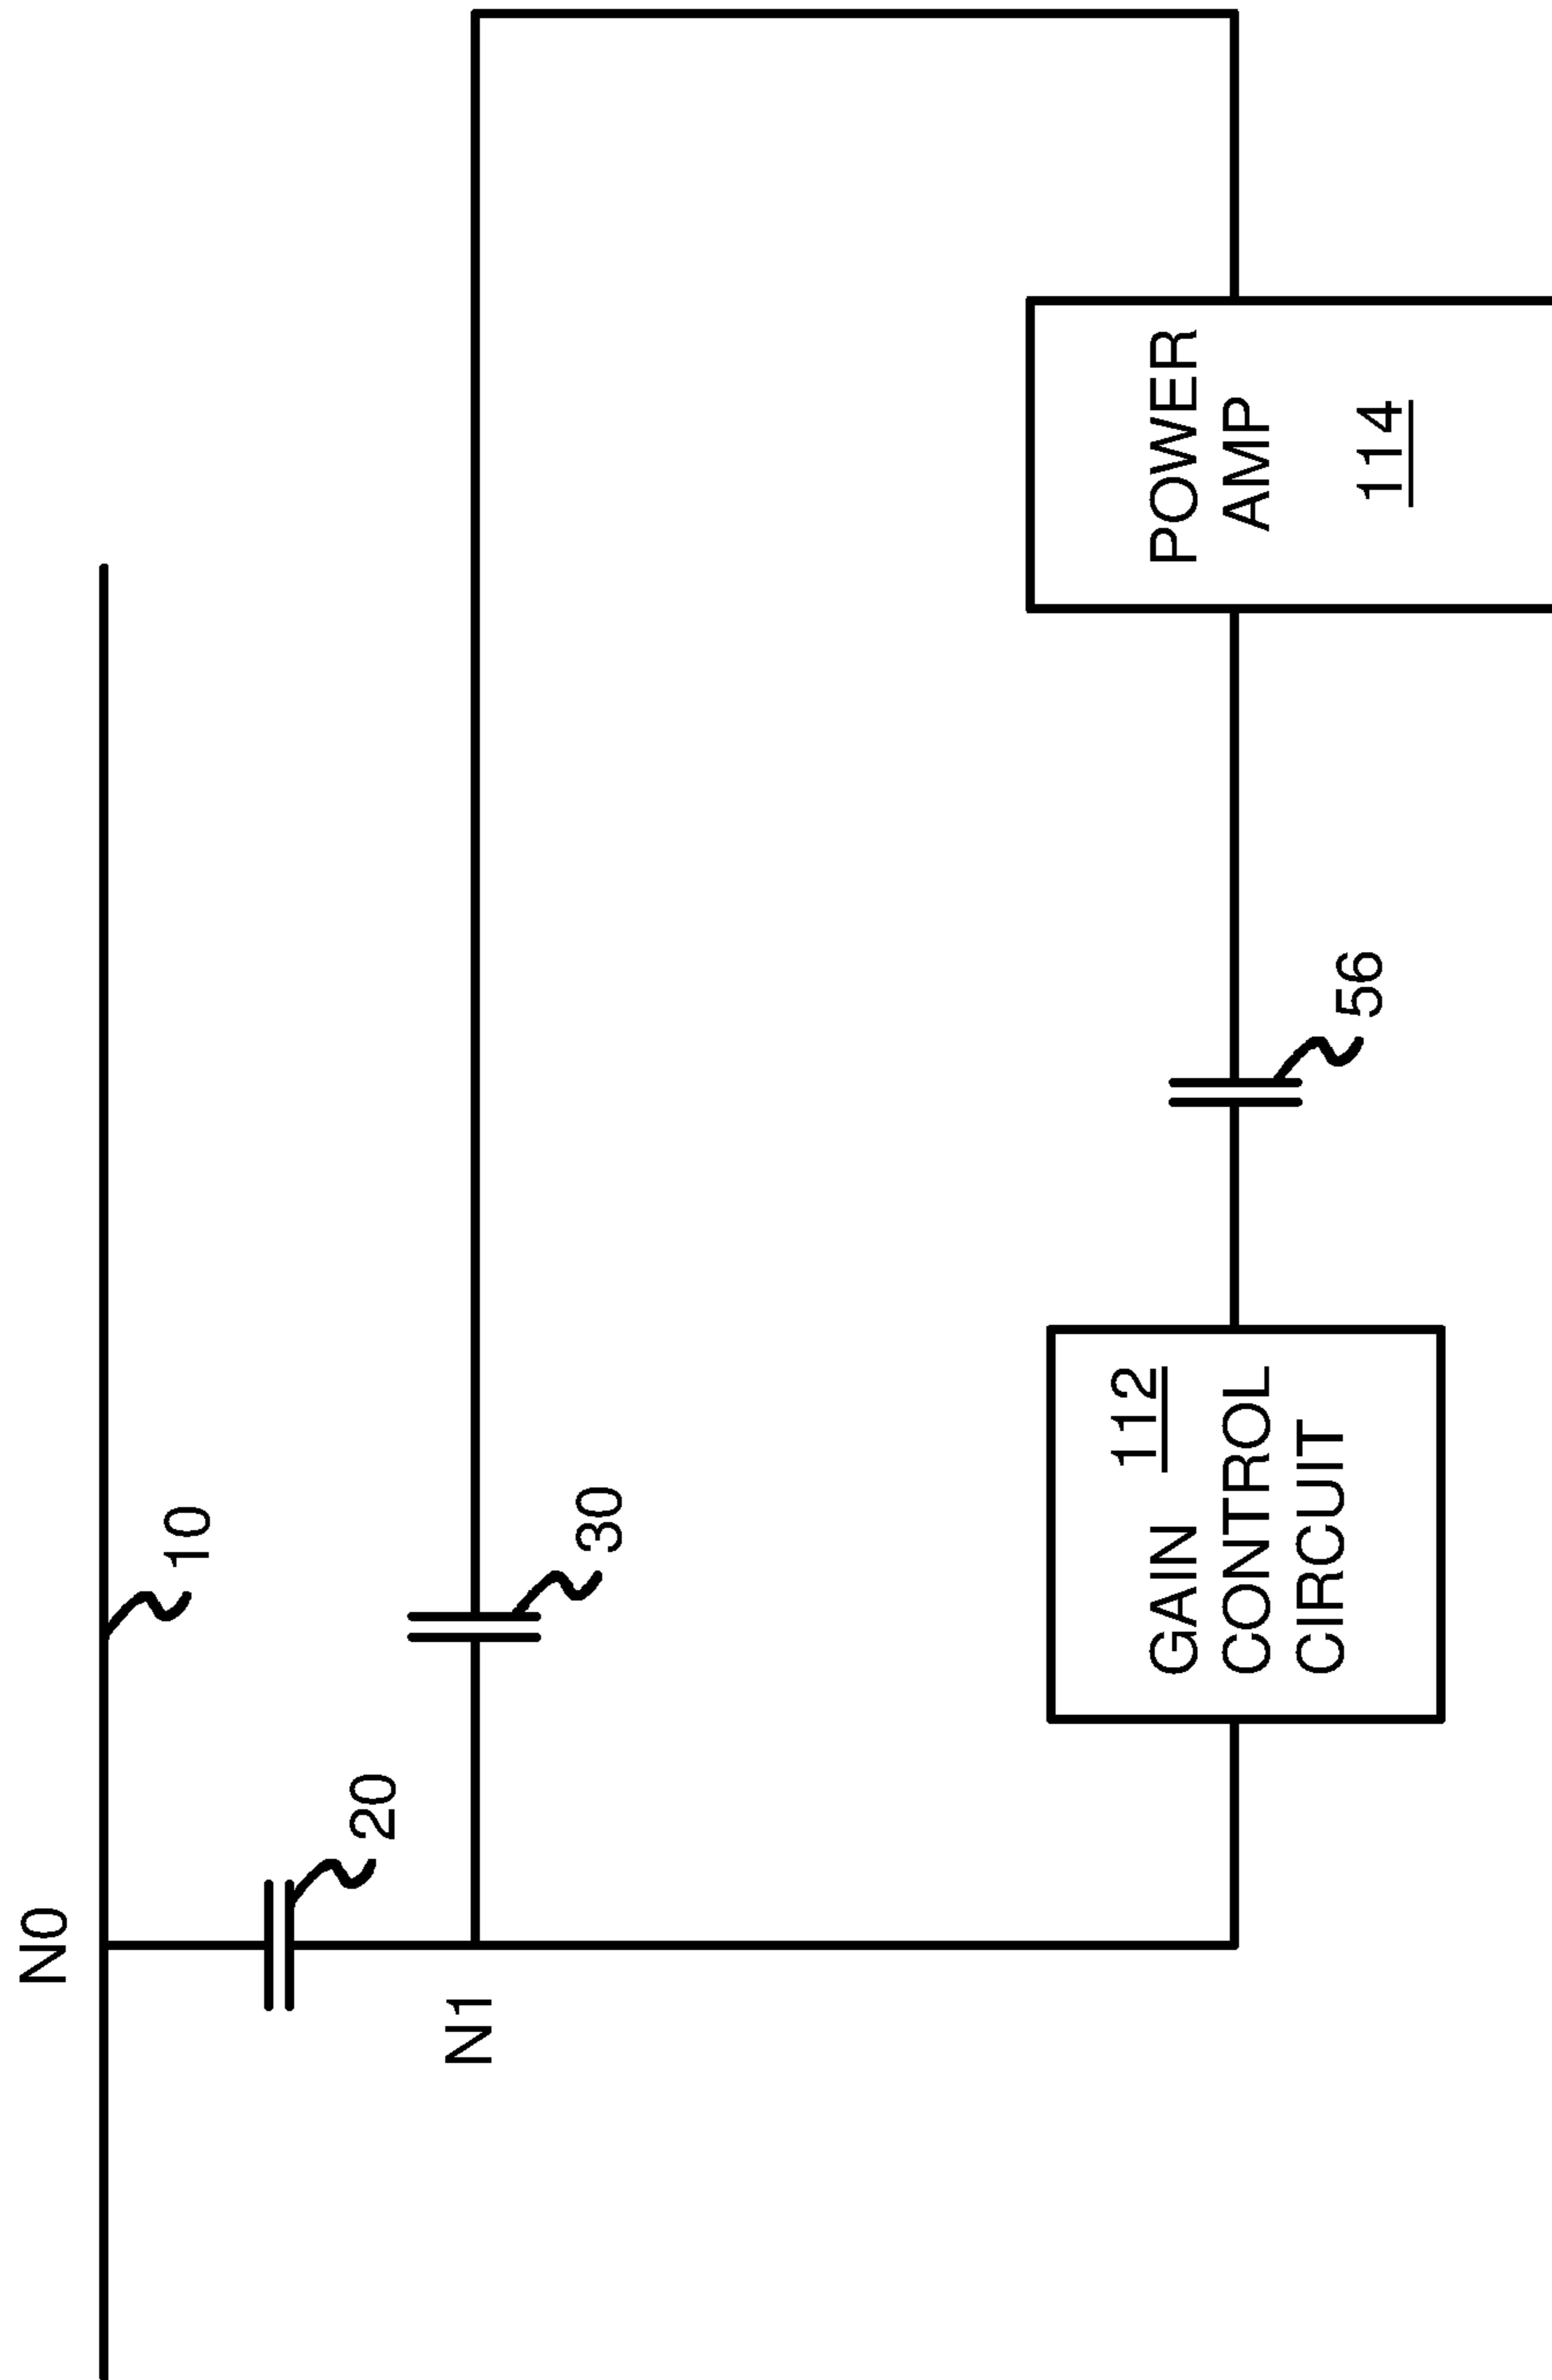 N0
10
20
N1
30
112
GAIN
CONTROL
CIRCUIT
56
POWER
AMP
114